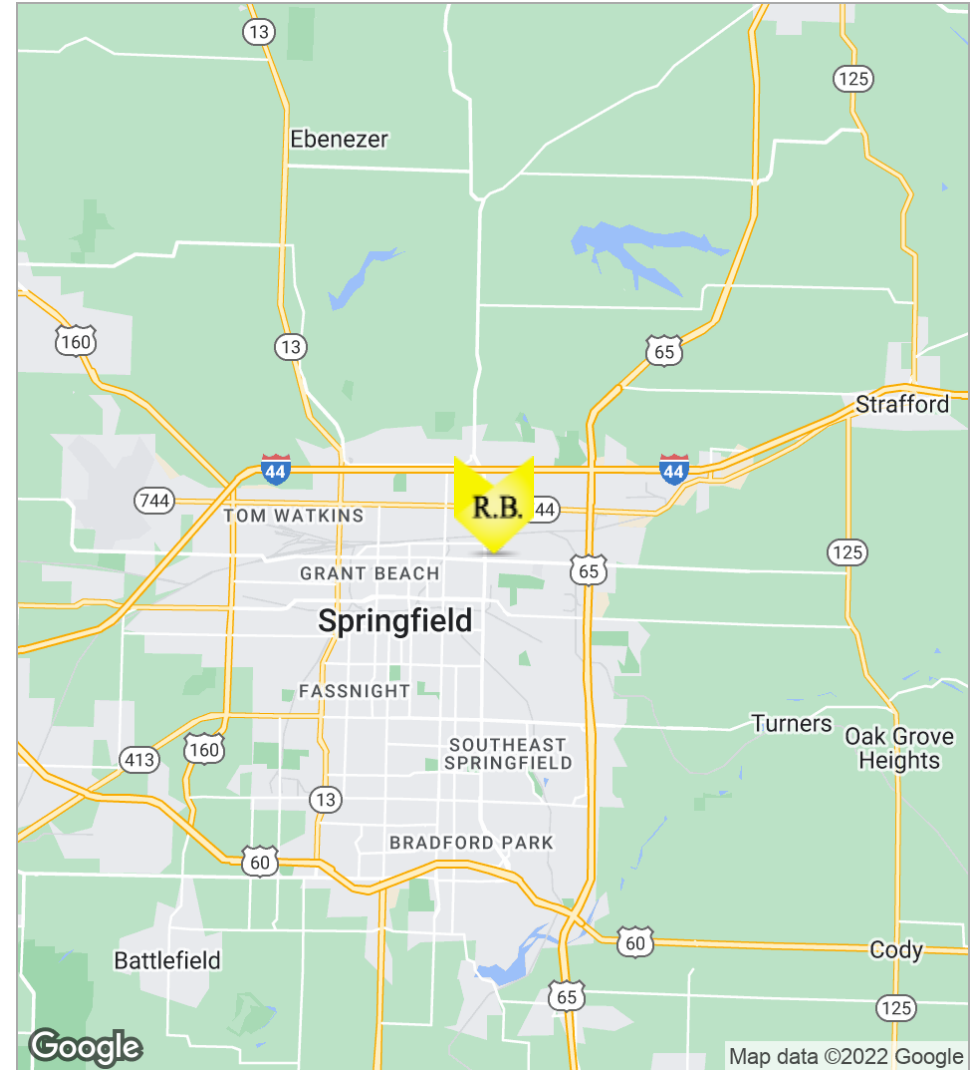 13
125
Ebenezer
160
13
65
Strafford
44
44
744
R.B.
44
TOM WATKINS
125
GRANT BEACH
65
Springfield
FASSNIGHT
Turners
Oak Grove
Heights
160
413
SOUTHEAST
SPRINGFIELD
13
BRADFORD PARK
60
60
Cody
Battlefield
65
125
Google
Map data ©2022 Google